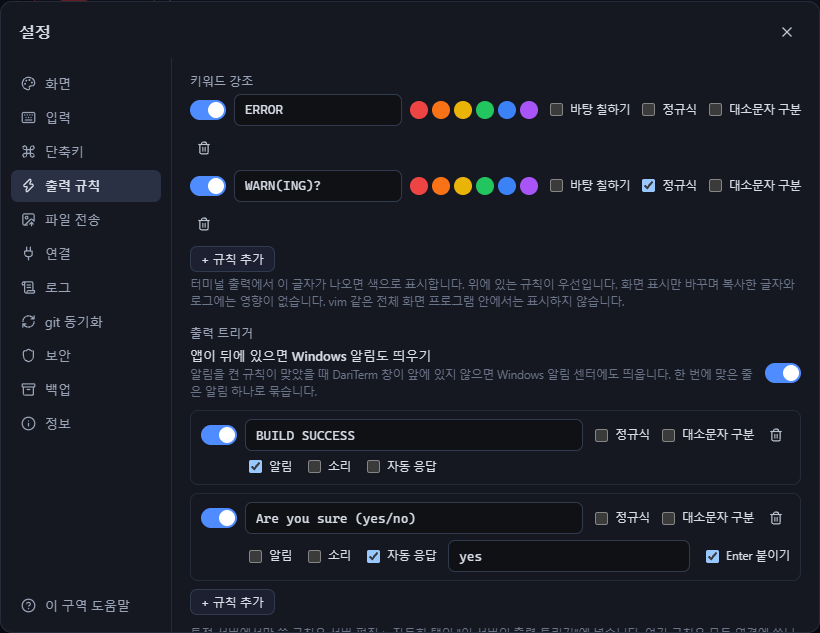 설정
화면
입력
단축키
출력 규칙
파일 전송
연결
로그
git 동기화
보안
백업
정보
이 구역 도움말
키워드 강조
ERROR
바탕 칠하기 정규식 대소문자 구분
WARN(ING)?
바탕 칠하기 정규식 대소문자 구분
+ 규칙 추가
터미널 출력에서 이 글자가 나오면 색으로 표시합니다. 위에 있는 규칙이 우선입니다. 화면 표시만 바꾸며 복사한 글자와
로그에는 영향이 없습니다. vim 같은 전체 화면 프로그램 안에서는 표시하지 않습니다.
출력 트리거
앱이 뒤에 있으면 Windows 알림도 띄우기
알림을 켠 규칙이 맞았을 때 DariTerm 창이 앞에 있지 않으면 Windows 알림 센터에도 띄웁니다. 한 번에 맞은 줄
은 알림 하나로 묶습니다.
BUILD SUCCESS
정규식 대소문자 구분
알림 소리 자동 응답
Are you sure (yes/no)
정규식 대소문자 구분
알림 소리 자동 응답 yes Enter 붙이기
+ 규칙 추가